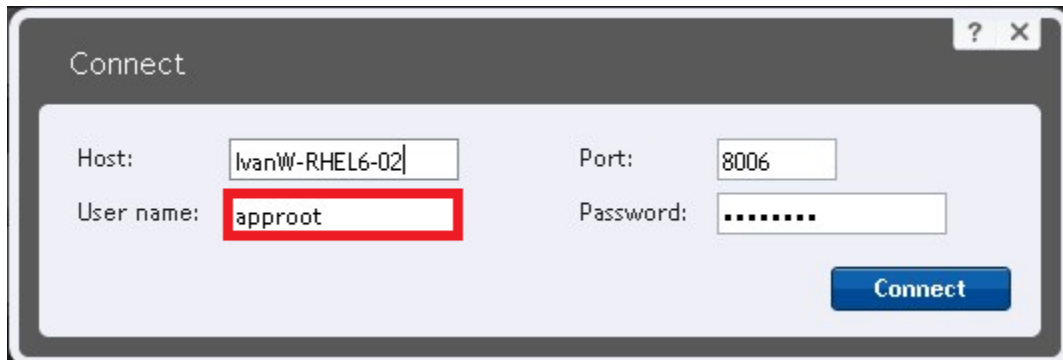 ? X
Connect
Host: IvanW-RHEL6-02 Port: 8006
User name: approot Password: ••••••••
Connect